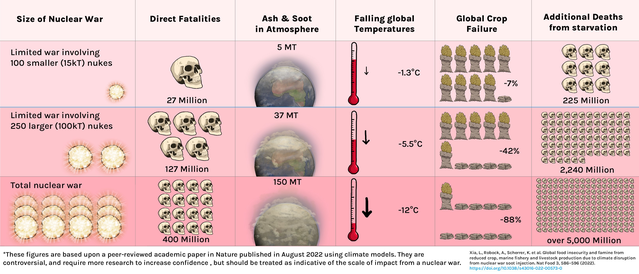 Size of Nuclear War
Direct Fatalities
Ash & Soot
in Atmosphere
Falling global
Temperatures
Global Crop
Failure
Additional Deaths
from starvation
Limited war involving
100 smaller (15kT) nukes
27 Million
5 MT
-1.3°C
-7%
225 Million
Limited war involving
250 larger (100kT) nukes
127 Million
37 MT
-5.5°C
-42%
2,240 Million
Total nuclear war
400 Million
150 MT
-12°C
-88%
over 5,000 Million
*These figures are based upon a peer-reviewed academic paper in Nature published in August 2022 using climate models. They are
controversial, and require more research to increase confidence , but should be treated as indicative of the scale of impact from a nuclear war.
Xia, L., Robock, A., Scherrer, K. et al. Global food insecurity and famine from
reduced crop, marine fishery and livestock production due to climate disruption
from nuclear war soot injection. Nat Food 3, 586–596 (2022).
https://doi.org/10.1038/s43016-022-00573-0